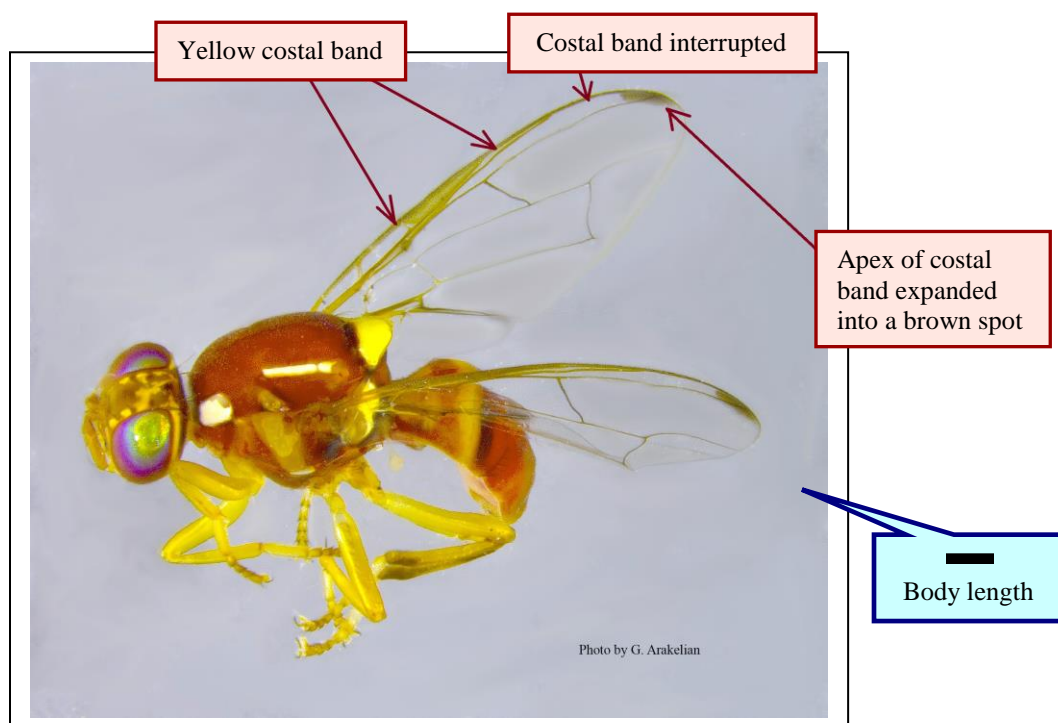 Yellow costal band
Costal band interrupted
Apex of costal
band expanded
into a brown spot
Body length
Photo by G. Arakelian